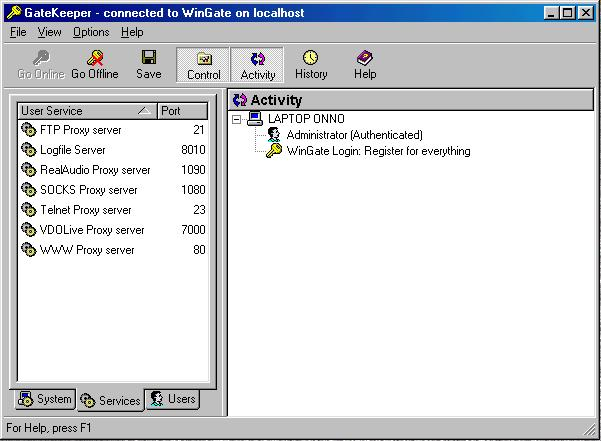 GateKeeper - connected to WinGate on localhost
File View Options Help
Go Online Go Offline Save Control Activity History Help
User Service Port
FTP Proxy server 21
Logfile Server 8010
RealAudio Proxy server 1090
SOCKS Proxy server 1080
Telnet Proxy server 23
VDOLive Proxy server 7000
WWW Proxy server 80
System Services Users
Activity
LAPTOP ONNO
Administrator (Authenticated)
WinGate Login: Register for everything
For Help, press F1